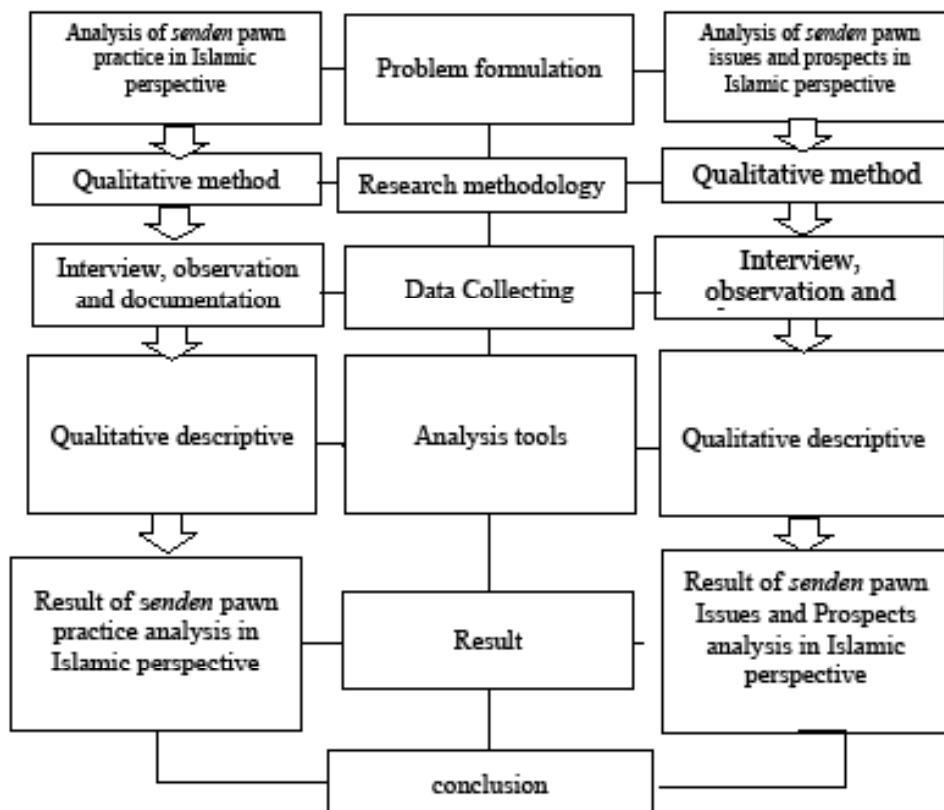 Analysis of senden pawn
practice in Islamic
perspective
Problem formulation
Analysis of senden pawn
issues and prospects in
Islamic perspective
Qualitative method
Research methodology
Qualitative method
Interview, observation
and documentation
Data Collecting
Interview,
observation and
Qualitative descriptive
Analysis tools
Qualitative descriptive
Result of senden pawn
practice analysis in
Islamic perspective
Result
Result of senden pawn
Issues and Prospects
analysis in Islamic
perspective
conclusion